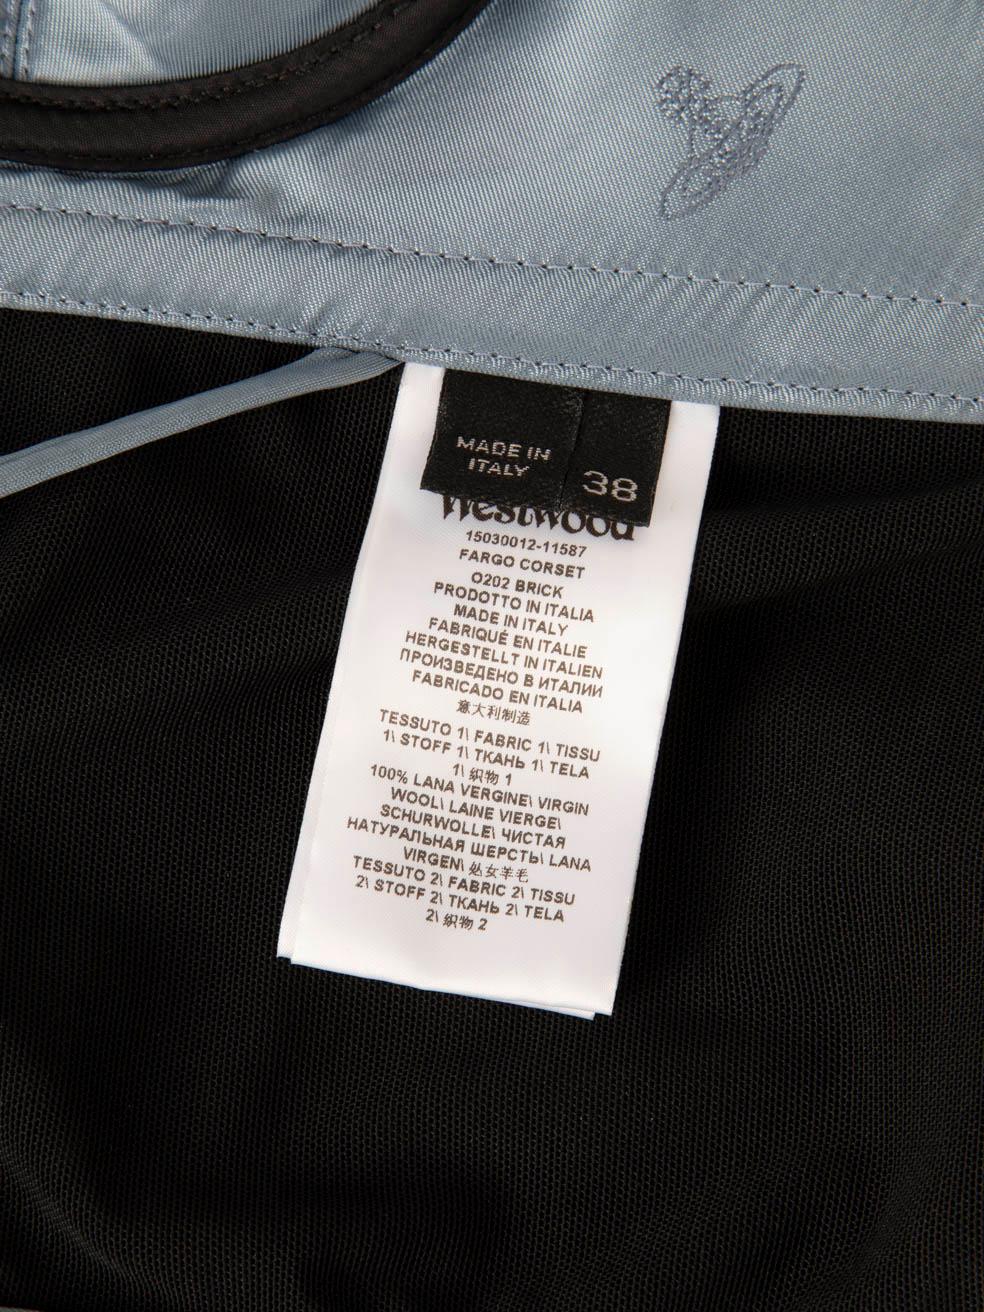 MADE IN
ITALY
38
Westwood
15030012-11587
FARGO CORSET
O202 BRICK
PRODOTTO IN ITALIA
MADE IN ITALY
FABRIQUÉ EN ITALIE
HERGESTELLT IN ITALIEN
ПРОИЗВЕДЕНО В ИТАЛИИ
FABRICADO EN ITALIA
意大利制造
TESSUTO 1\ FABRIC 1\ TISSU
1\ STOFF 1\ ТКАНЬ 1\ TELA
1\ 织物 1
100% LANA VERGINE\ VIRGIN
WOOL\ LAINE VIERGE\
SCHURWOLLE\ ЧИСТАЯ
НАТУРАЛЬНАЯ ШЕРСТЬ\ LANA
VIRGEN\ 处女羊毛
TESSUTO 2\ FABRIC 2\ TISSU
2\ STOFF 2\ ТКАНЬ 2\ TELA
2\ 织物 2